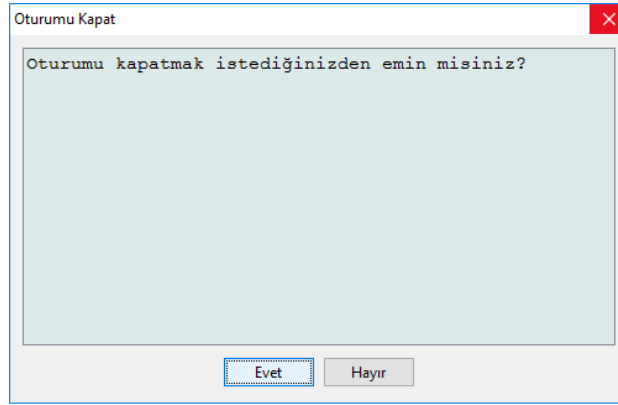 Oturumu Kapat
Oturumu kapatmak istediğinizden emin misiniz?
Evet
Hayır